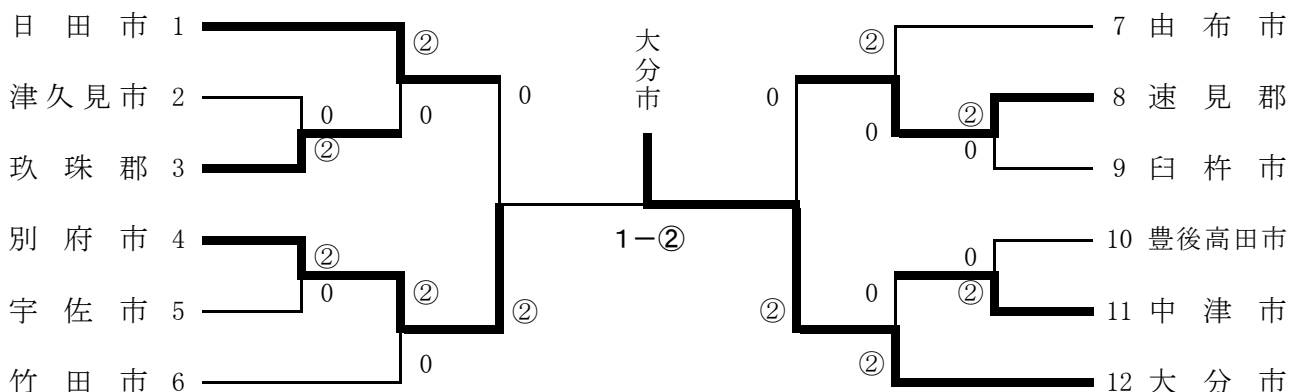 日田市 1
②
0
津久見市 2
0
②
0
玖珠郡 3
別府市 4
②
0
②
宇佐市 5
②
0
竹田市 6
大分市
1−②
7 由布市
②
0
8 速見郡
②
0
0
9 臼杵市
10 豊後高田市
0
②
0
11 中津市
②
②
12 大分市